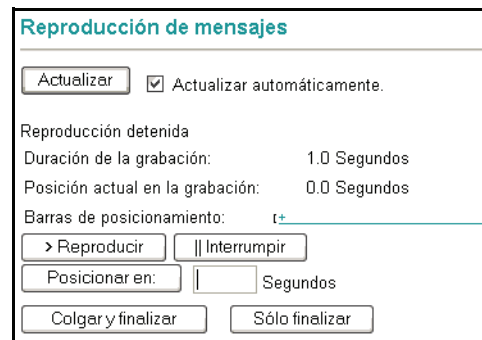 Reproducción de mensajes
Actualizar Actualizar automáticamente.
Reproducción detenida
Duración de la grabación: 1.0 Segundos
Posición actual en la grabación: 0.0 Segundos
Barras de posicionamiento: [+
> Reproducir || Interrumpir
Posicionar en: Segundos
Colgar y finalizar Sólo finalizar